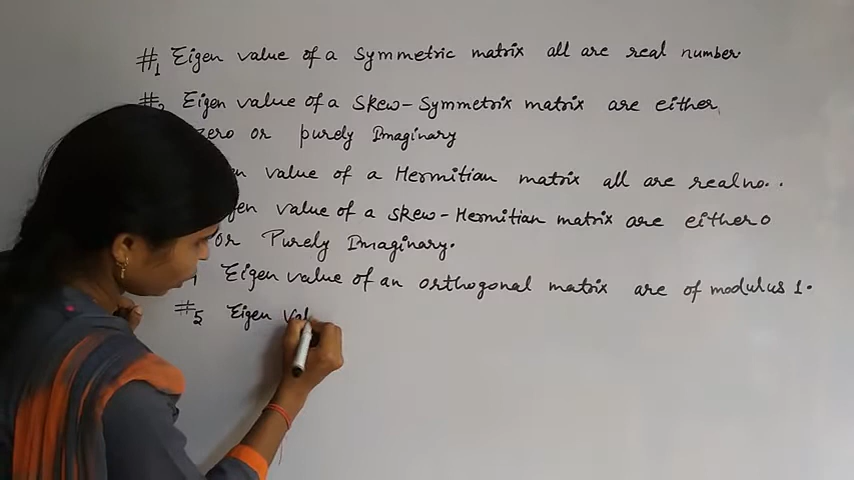 #1 Eigen value of a Symmetric matrix all are real number.
#2 Eigen value of a Skew-Symmetrix matrix are either
zero or purely Imaginary
value of a Hermitian matrix all are real no..
value of a Skew-Hermitian matrix are either 0
or Purely Imaginary.
Eigen value of an orthogonal matrix are of modulus 1.
#5 Eigen Val